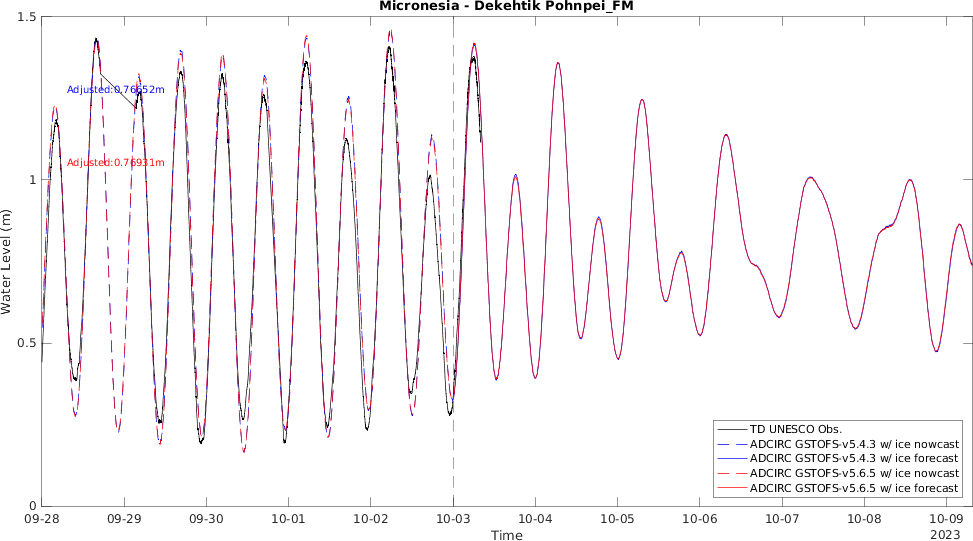 Micronesia - Dekehtik Pohnpei_FM
1.5
1
0.5
0
Water Level (m)
Adjusted:0.76652m
Adjusted:0.76931m
TD UNESCO Obs.
ADCIRC GSTOFS-v5.4.3 w/ ice nowcast
ADCIRC GSTOFS-v5.4.3 w/ ice forecast
ADCIRC GSTOFS-v5.6.5 w/ ice nowcast
ADCIRC GSTOFS-v5.6.5 w/ ice forecast
09-28 09-29 09-30 10-01 10-02 10-03 10-04 10-05 10-06 10-07 10-08 10-09
2023
Time